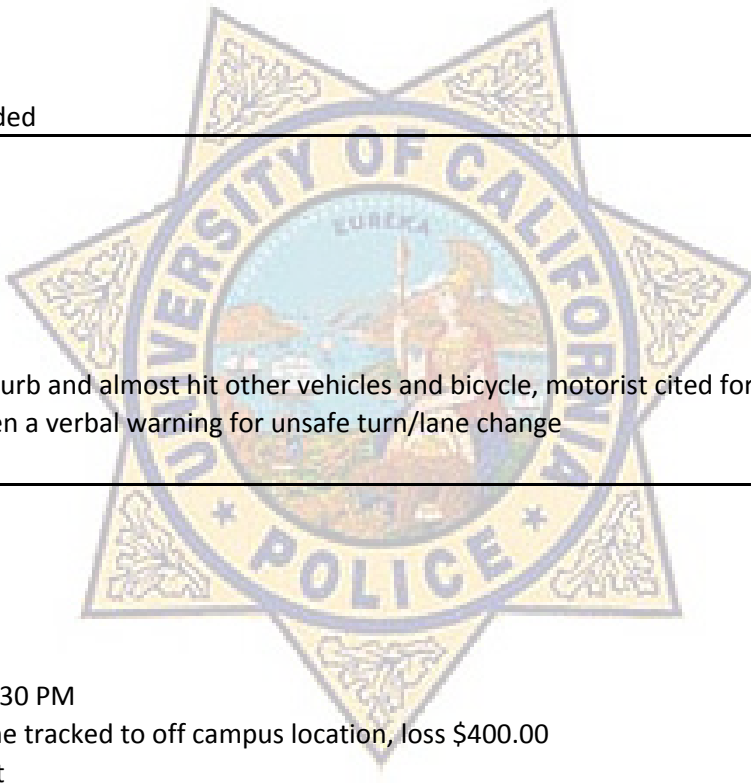 ded
UNIVERSITY OF CALIFORNIA
EUREKA
urb and almost hit other vehicles and bicycle, motorist cited for
en a verbal warning for unsafe turn/lane change
POLICE
30 PM
ne tracked to off campus location, loss $400.00
t